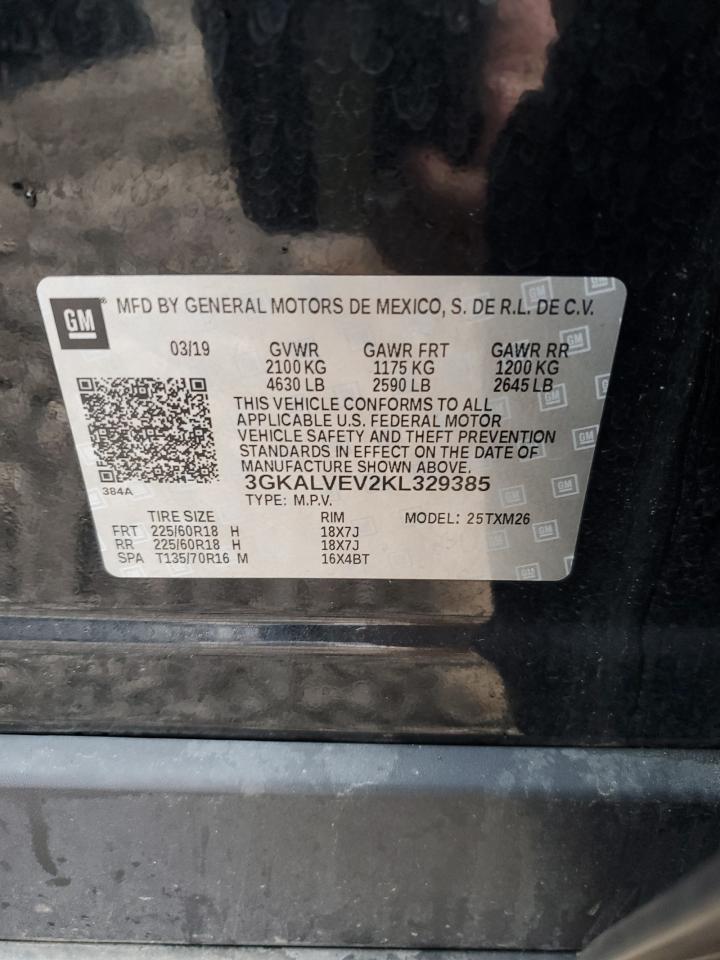 GM® MFD BY GENERAL MOTORS DE MEXICO, S. DE R.L. DE C.V.
03/19 GVWR GAWR FRT GAWR RR
2100 KG 1175 KG 1200 KG
4630 LB 2590 LB 2645 LB
THIS VEHICLE CONFORMS TO ALL
APPLICABLE U.S. FEDERAL MOTOR
VEHICLE SAFETY AND THEFT PREVENTION
STANDARDS IN EFFECT ON THE DATE OF
MANUFACTURE SHOWN ABOVE.
3GKALVEV2KL329385
384A
TYPE: M.P.V.
TIRE SIZE RIM MODEL: 25TXM26
FRT 225/60R18 H 18X7J
RR 225/60R18 H 18X7J
SPA T135/70R16 M 16X4BT